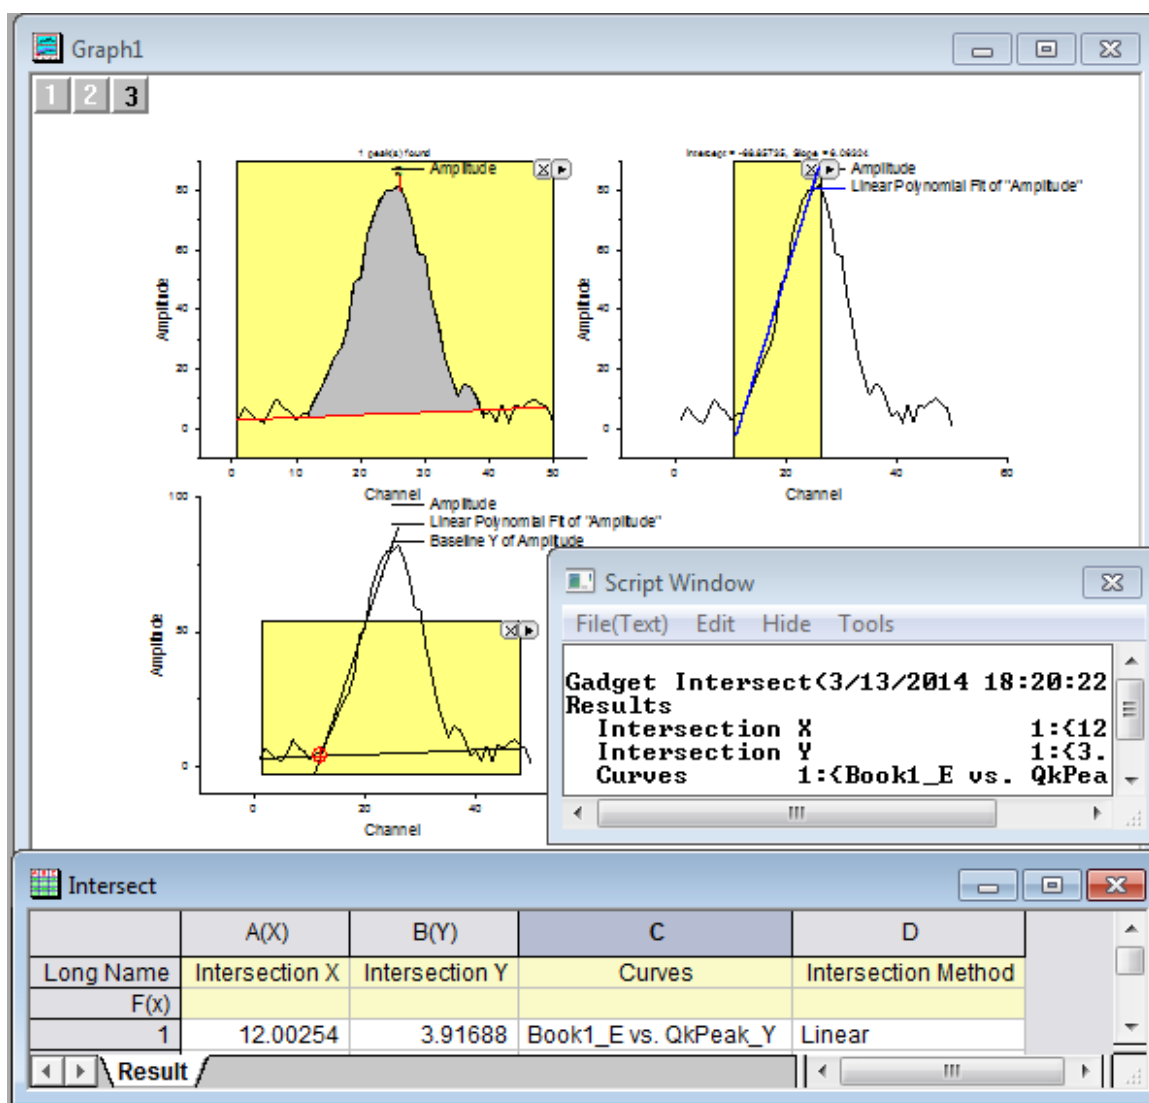 Graph1
1 2 3
1 peak(s) found
Amplitude
80
60
40
20
0
Amplitude
0 10 20 30 40 50
Channel
Amplitude
Linear Polynomial Fit of "Amplitude"
80
60
40
20
0
Amplitude
0 20 40 60
Channel
Amplitude
Linear Polynomial Fit of "Amplitude"
Baseline Y of Amplitude
100
50
0
Amplitude
0 20 40
Channel
Script Window
File(Text) Edit Hide Tools
Gadget Intersect<3/13/2014 18:20:22
Results
Intersection X 1:{12
Intersection Y 1:{3.
Curves 1:{Book1_E vs. QkPea
Intersect
A(X) B(Y) C D
Long Name Intersection X Intersection Y Curves Intersection Method
F(x)
1 12.00254 3.91688 Book1_E vs. QkPeak_Y Linear
Result